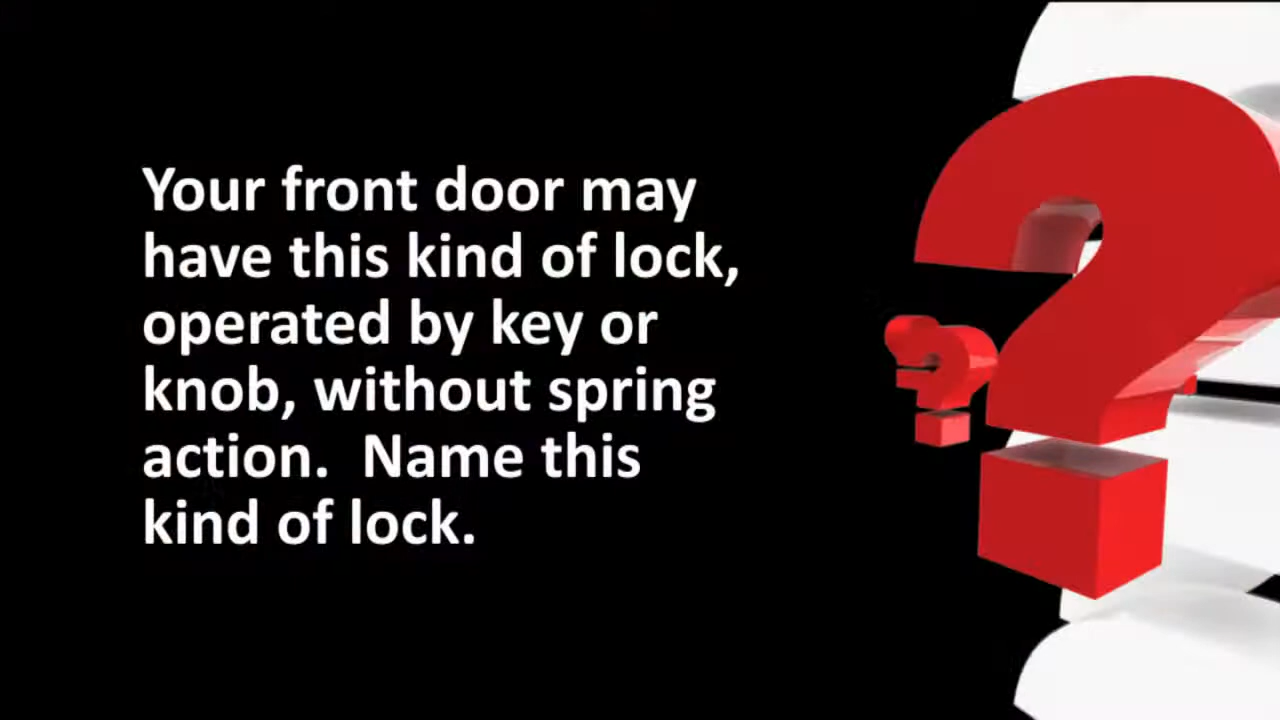 Your front door may
have this kind of lock,
operated by key or
knob, without spring
action.  Name this
kind of lock.